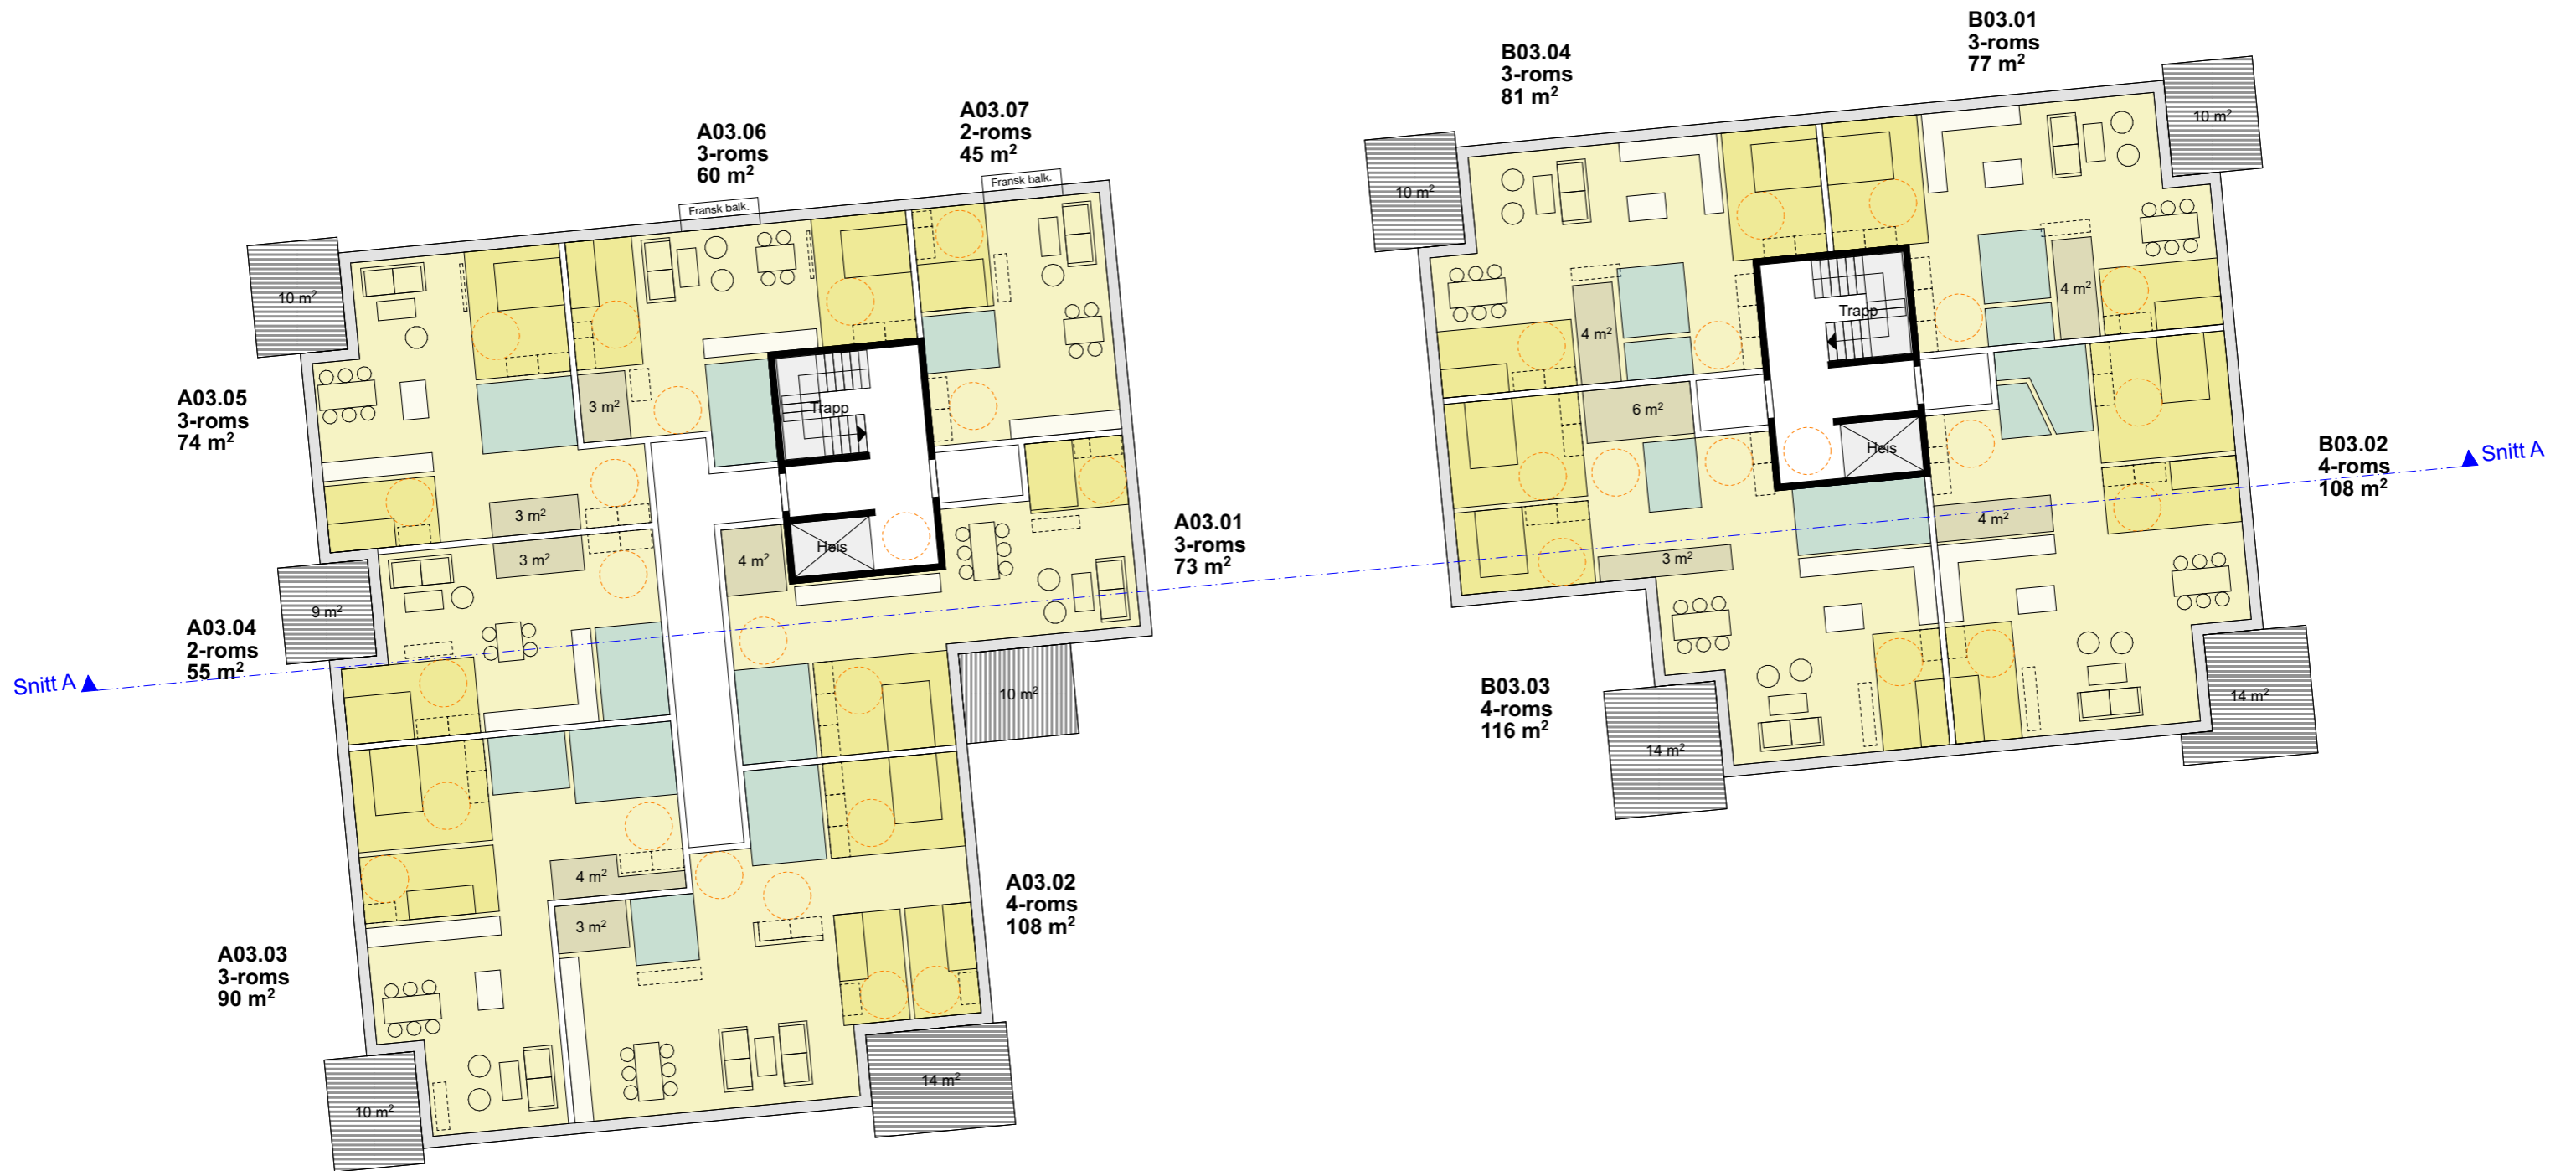 B03.01
3-roms
77 m²
B03.04
3-roms
81 m²
A03.07
2-roms
45 m²
A03.06
3-roms
60 m²
10 m²
10 m²
Fransk balk.
Fransk balk.
10 m²
4 m²
Trapp
4 m²
A03.05
3-roms
74 m²
3 m²
Trapp
6 m²
Heis
B03.02
4-roms
108 m²
Snitt A
3 m²
3 m²
4 m²
Heis
A03.01
3-roms
73 m²
4 m²
3 m²
9 m²
A03.04
2-roms
55 m²
Snitt A
10 m²
B03.03
4-roms
116 m²
14 m²
14 m²
4 m²
3 m²
A03.02
4-roms
108 m²
A03.03
3-roms
90 m²
14 m²
10 m²